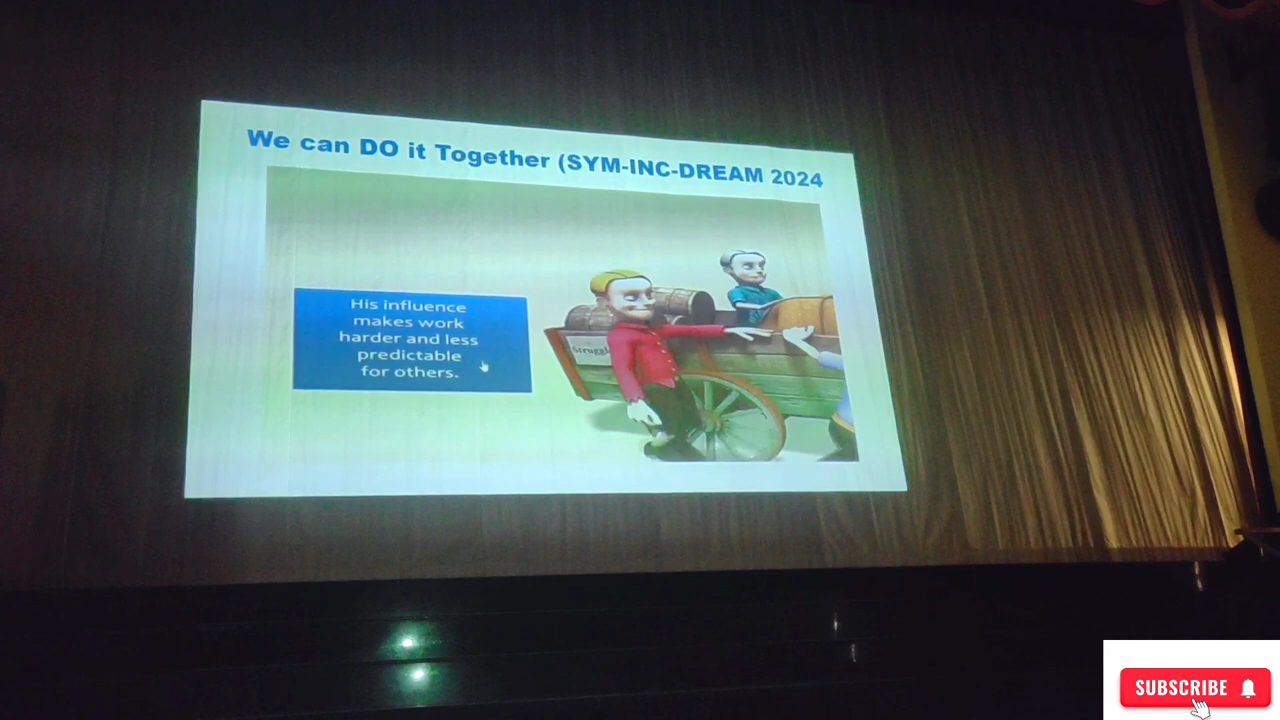 We can DO it Together (SYM-INC-DREAM 2024
His influence
makes work
harder and less
predictable
for others.
Struggl
SUBSCRIBE